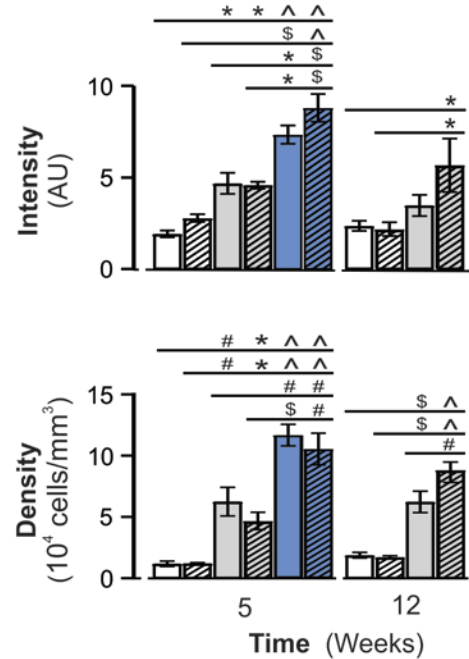 * * ^ ^
$ ^
* $
* $
10
5
0
Intensity
(AU)
*
*
# * ^ ^
# * ^ ^
# #
$ #
15
10
5
0
Density
(10⁴ cells/mm³)
$ ^
$ ^
#
5 12
Time (Weeks)